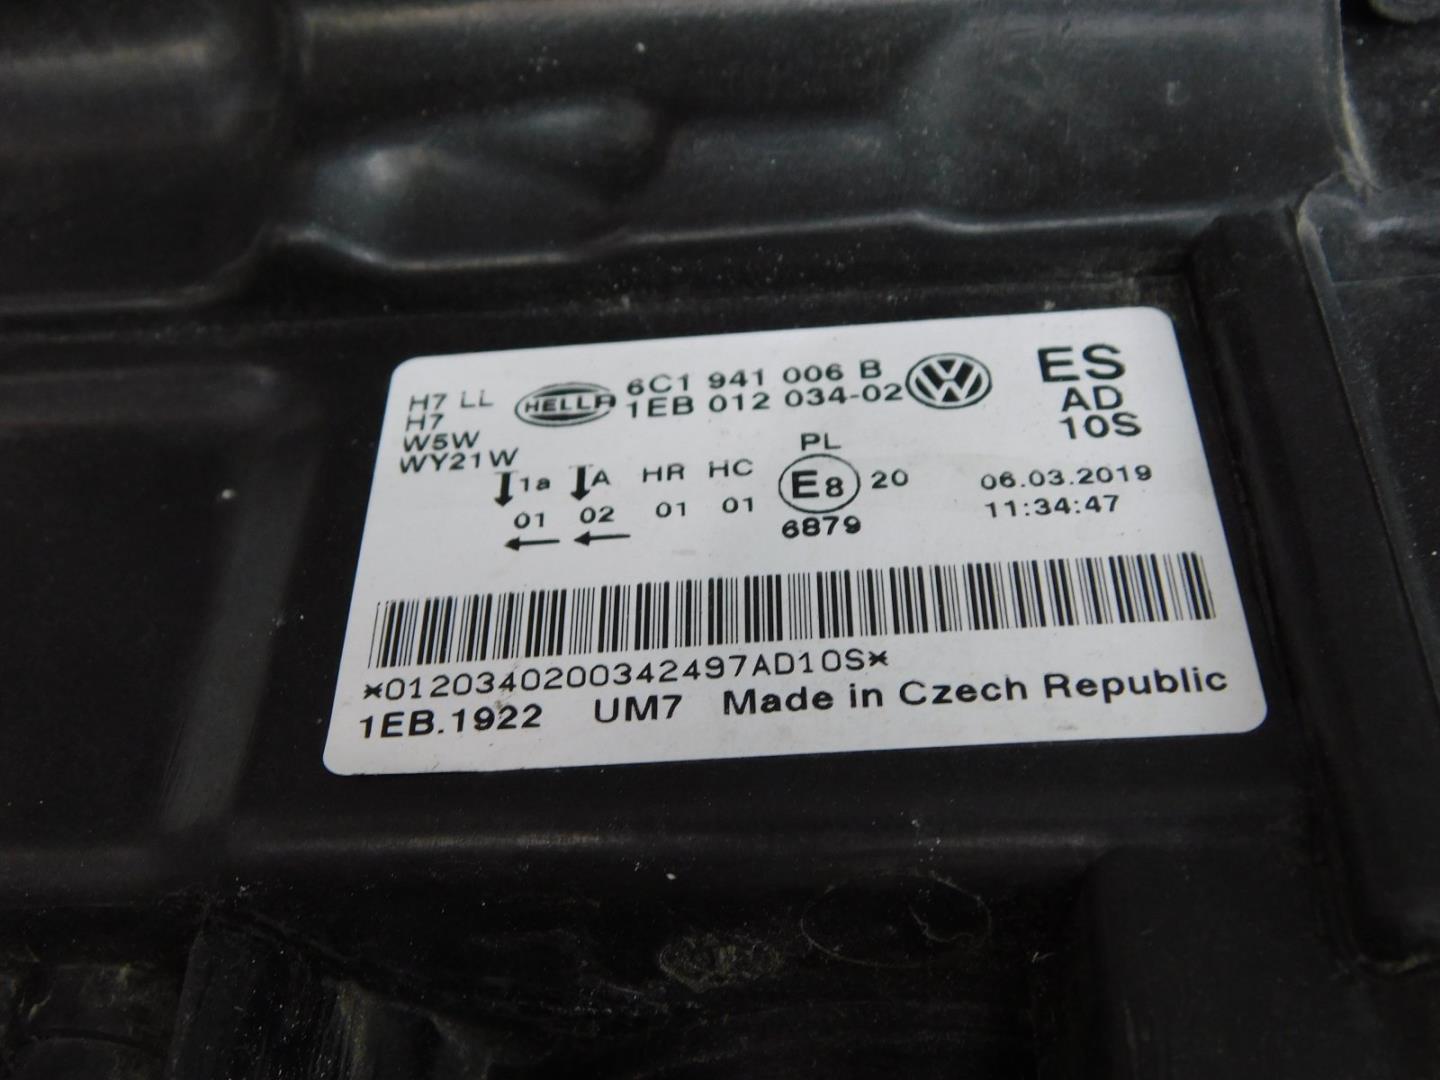 H7 LL
H7
W5W
WY21W
HELLA
6C1 941 006 B
1EB 012 034-02
VW
ES
AD
10S
1a A HR HC
01 02 01 01
PL
E8 20
6879
06.03.2019
11:34:47
*0120340200342497AD10S*
1EB.1922 UM7 Made in Czech Republic